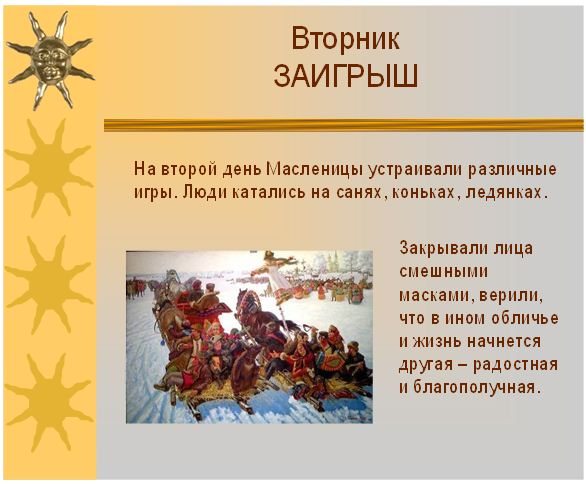 Вторник
ЗАИГРЫШ
На второй день Масленицы устраивали различные
игры. Люди катались на санях, коньках, ледянках.
Закрывали лица
смешными
масками, верили,
что в ином обличье
и жизнь начнется
другая – радостная
и благополучная.